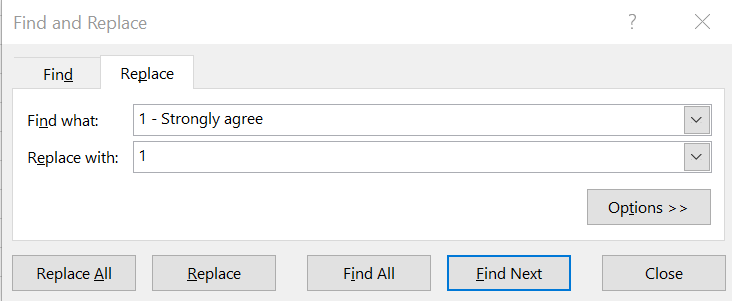 Find and Replace ?
Find Replace
Find what: 1 - Strongly agree
Replace with: 1
Options >>
Replace All Replace Find All Find Next Close